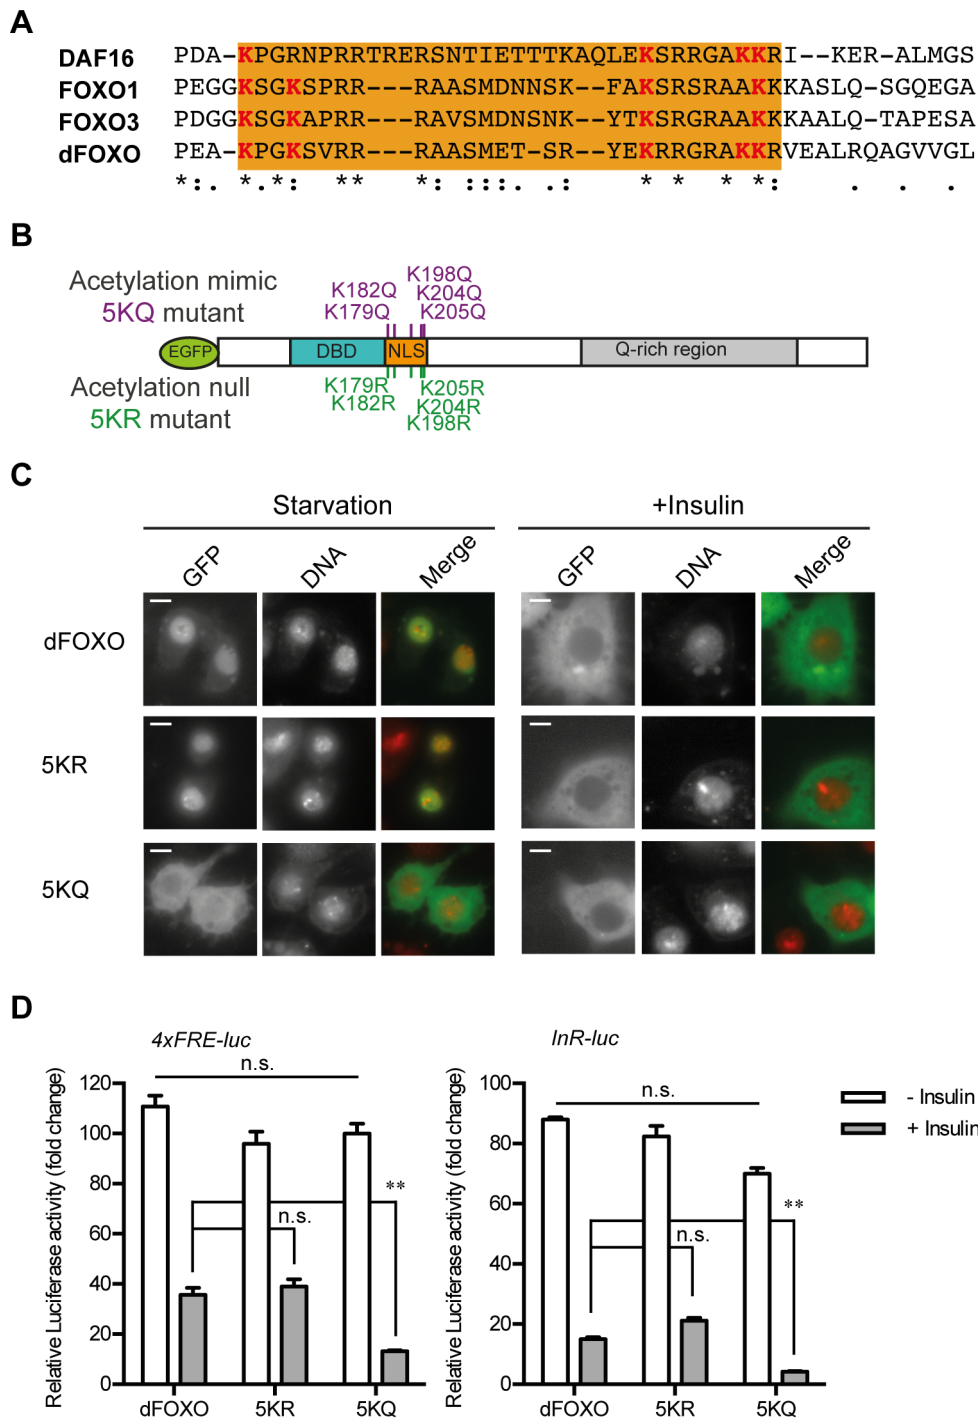 A
DAF16 PDA-KPGRNPRRTRERSNTIETTTKAQLEKSRRGAKKRI--KER-ALMGS
FOXO1 PEGGKSGKSPRR---RAASMDNNSK--FAKSRSRAAKKKASLQ-SGQEGA
FOXO3 PDGGKSGKAPRR---RAVSMDNSNK--YTKSRGRAAKKKAALQ-TAPESA
dFOXO PEA-KPGKSVRR---RAASMET-SR--YEKRRGRAKKRVEALRQAGVVGL
*:. *.*: ** *: ::::.:: * * * *: . . .
B
Acetylation mimic
5KQ mutant
K198Q
K182Q K204Q
K179Q K205Q
EGFP DBD NLS Q-rich region
Acetylation null
5KR mutant
K179R K205R
K182R K204R
K198R
C
Starvation +Insulin
GFP DNA Merge GFP DNA Merge
dFOXO
5KR
5KQ
D
4xFRE-luc InR-luc
Relative Luciferase activity (fold change)
120
100
80
60
40
20
0
n.s.
**
n.s.
dFOXO 5KR 5KQ
Relative Luciferase activity (fold change)
100
80
60
40
20
0
n.s.
**
n.s.
dFOXO 5KR 5KQ
- Insulin
+ Insulin